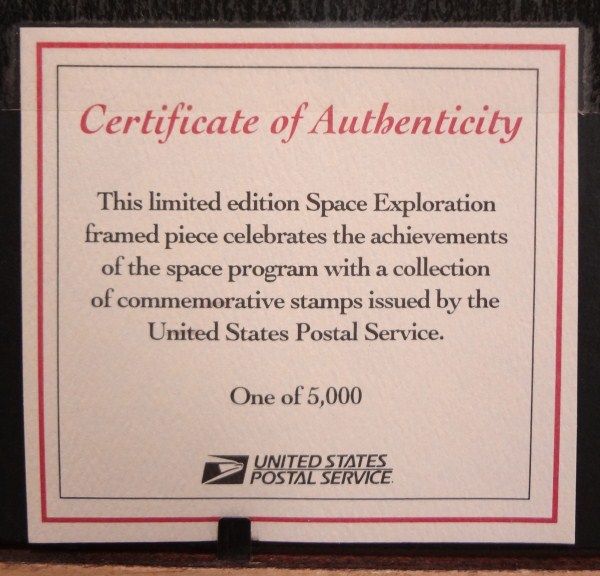 Certificate of Authenticity
This limited edition Space Exploration
framed piece celebrates the achievements
of the space program with a collection
of commemorative stamps issued by the
United States Postal Service.
One of 5,000
UNITED STATES
POSTAL SERVICE.